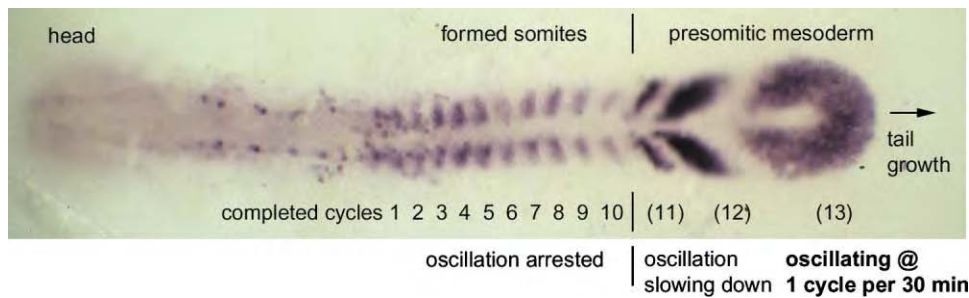 head
formed somites
presomitic mesoderm
tail
growth
completed cycles 1 2 3 4 5 6 7 8 9 10 (11) (12) (13)
oscillation arrested
oscillation
slowing down
oscillating @
1 cycle per 30 min